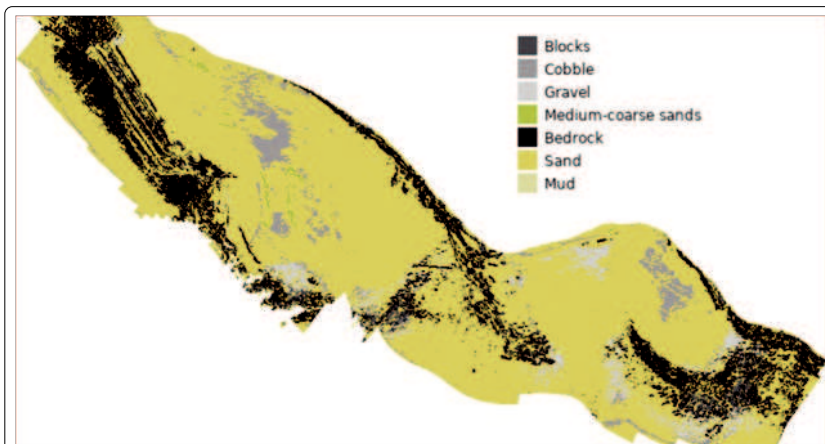 Blocks
Cobble
Gravel
Medium-coarse sands
Bedrock
Sand
Mud